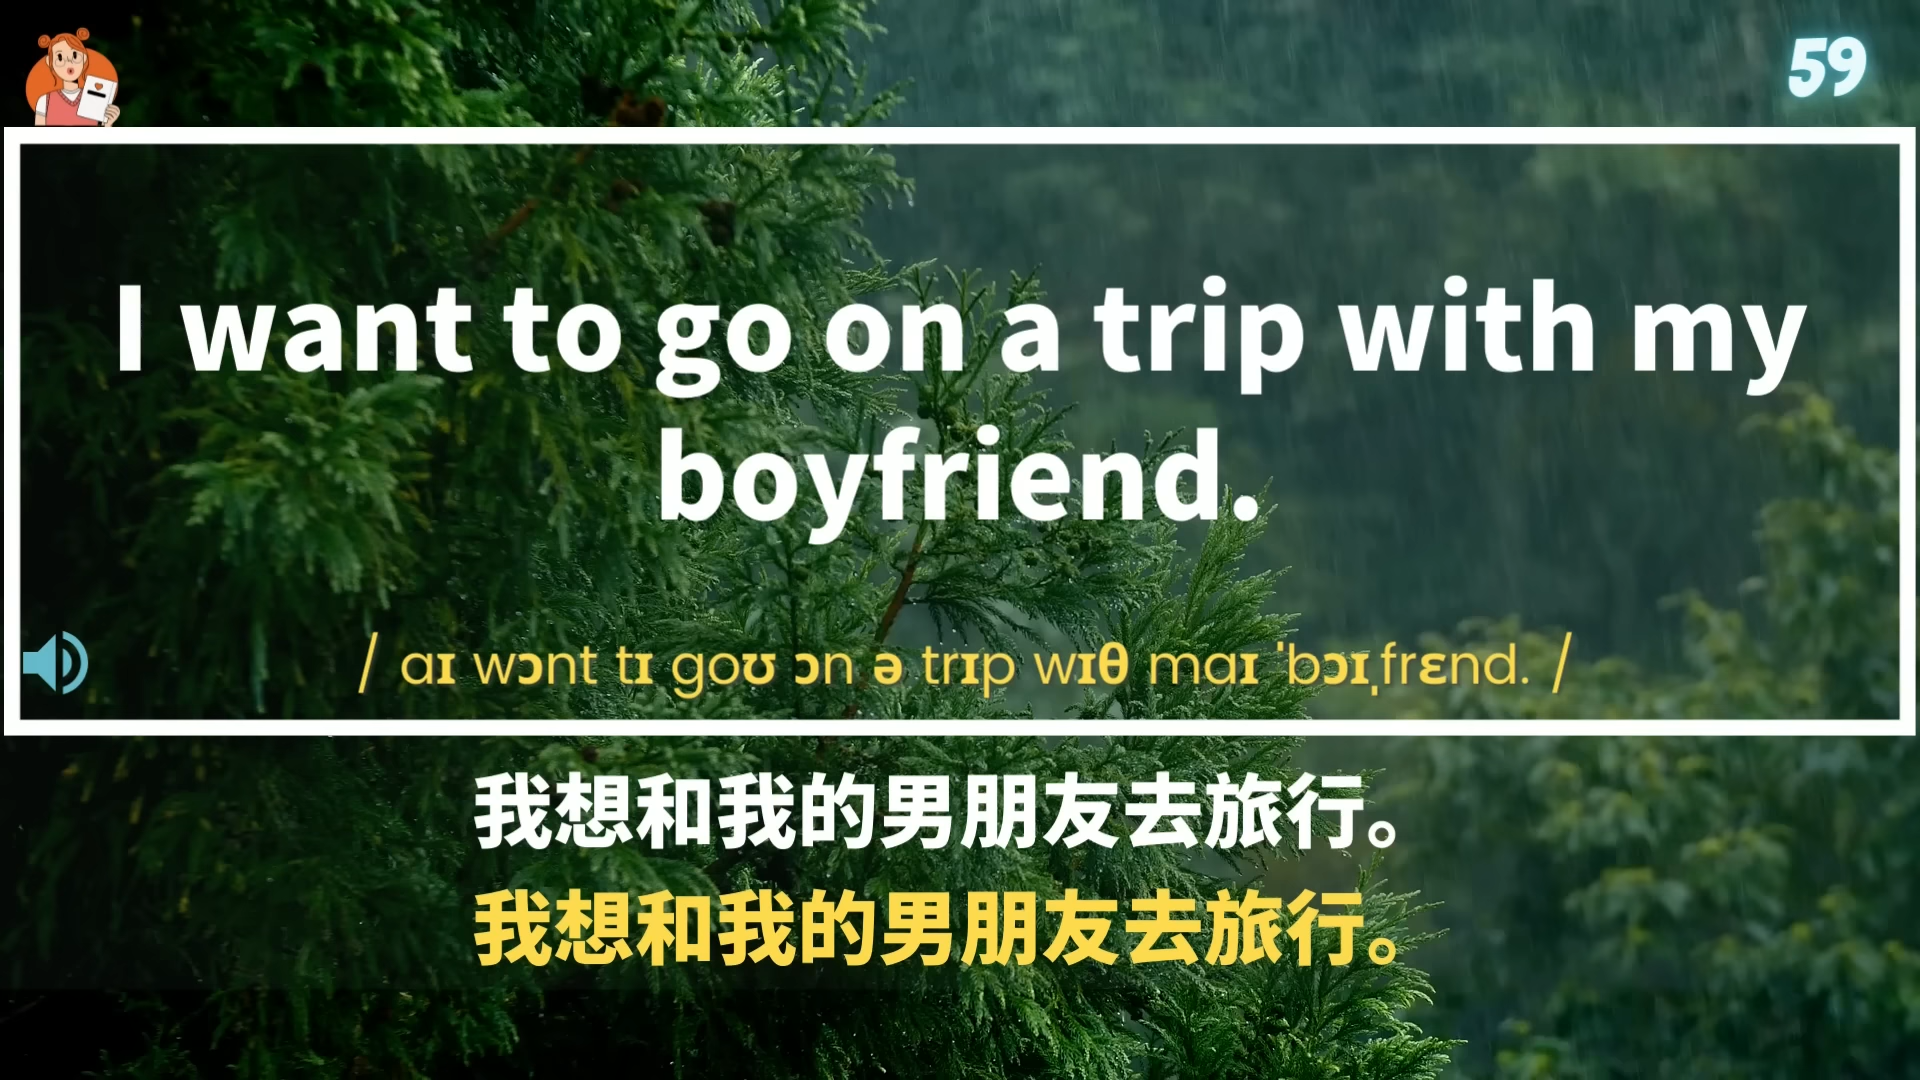 59
I want to go on a trip with my
boyfriend.
/ aɪ wɔnt tɪ goʊ ɔn ə trɪp wɪθ maɪ ˈbɔɪˌfrɛnd. /
我想和我的男朋友去旅行。
我想和我的男朋友去旅行。